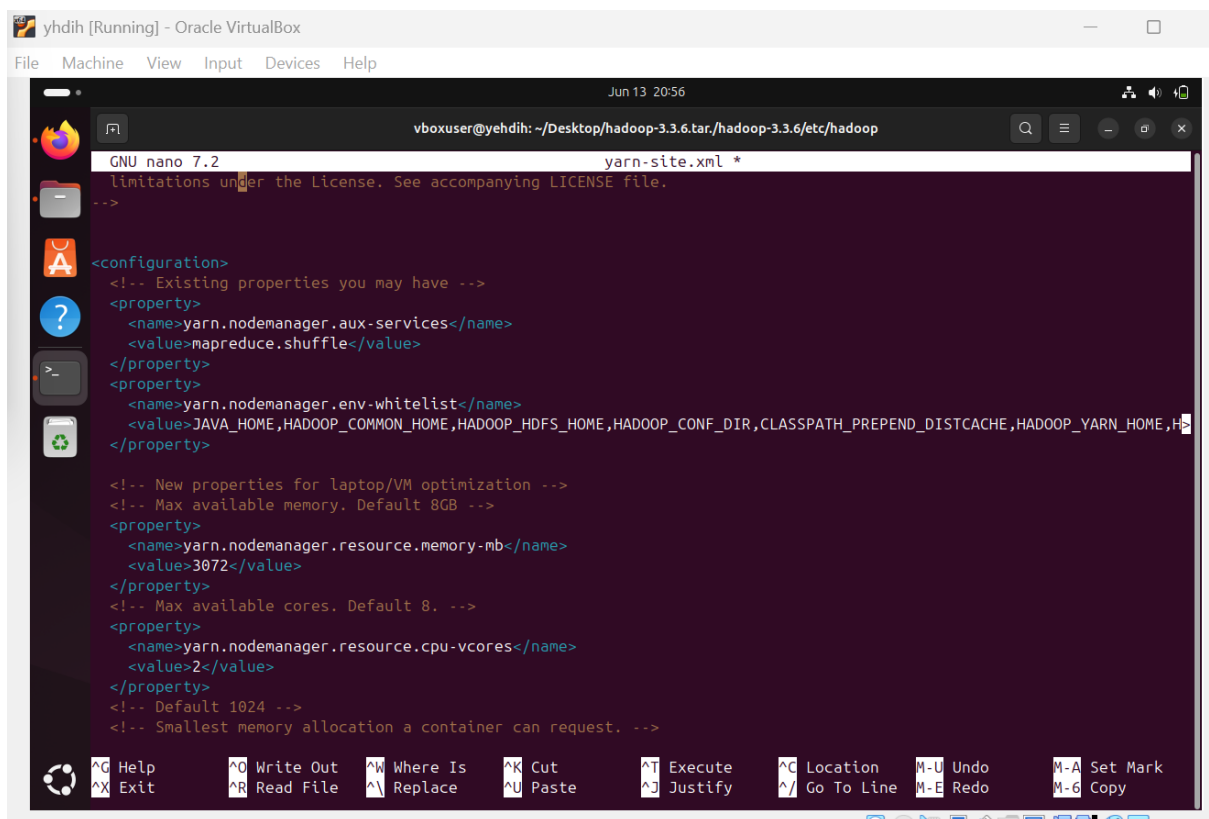 yhdih [Running] - Oracle VirtualBox
File Machine View Input Devices Help
Jun 13 20:56
vboxuser@yehdih: ~/Desktop/hadoop-3.3.6.tar./hadoop-3.3.6/etc/hadoop
GNU nano 7.2 yarn-site.xml *
limitations under the License. See accompanying LICENSE file.
-->
<configuration>
<!-- Existing properties you may have -->
<property>
<name>yarn.nodemanager.aux-services</name>
<value>mapreduce.shuffle</value>
</property>
<property>
<name>yarn.nodemanager.env-whitelist</name>
<value>JAVA_HOME,HADOOP_COMMON_HOME,HADOOP_HDFS_HOME,HADOOP_CONF_DIR,CLASSPATH_PREPEND_DISTCACHE,HADOOP_YARN_HOME,H>
</property>
<!-- New properties for laptop/VM optimization -->
<!-- Max available memory. Default 8GB -->
<property>
<name>yarn.nodemanager.resource.memory-mb</name>
<value>3072</value>
</property>
<!-- Max available cores. Default 8. -->
<property>
<name>yarn.nodemanager.resource.cpu-vcores</name>
<value>2</value>
</property>
<!-- Default 1024 -->
<!-- Smallest memory allocation a container can request. -->
^G Help ^O Write Out ^W Where Is ^K Cut ^T Execute ^C Location M-U Undo M-A Set Mark
^X Exit ^R Read File ^\ Replace ^U Paste ^J Justify ^/ Go To Line M-E Redo M-6 Copy